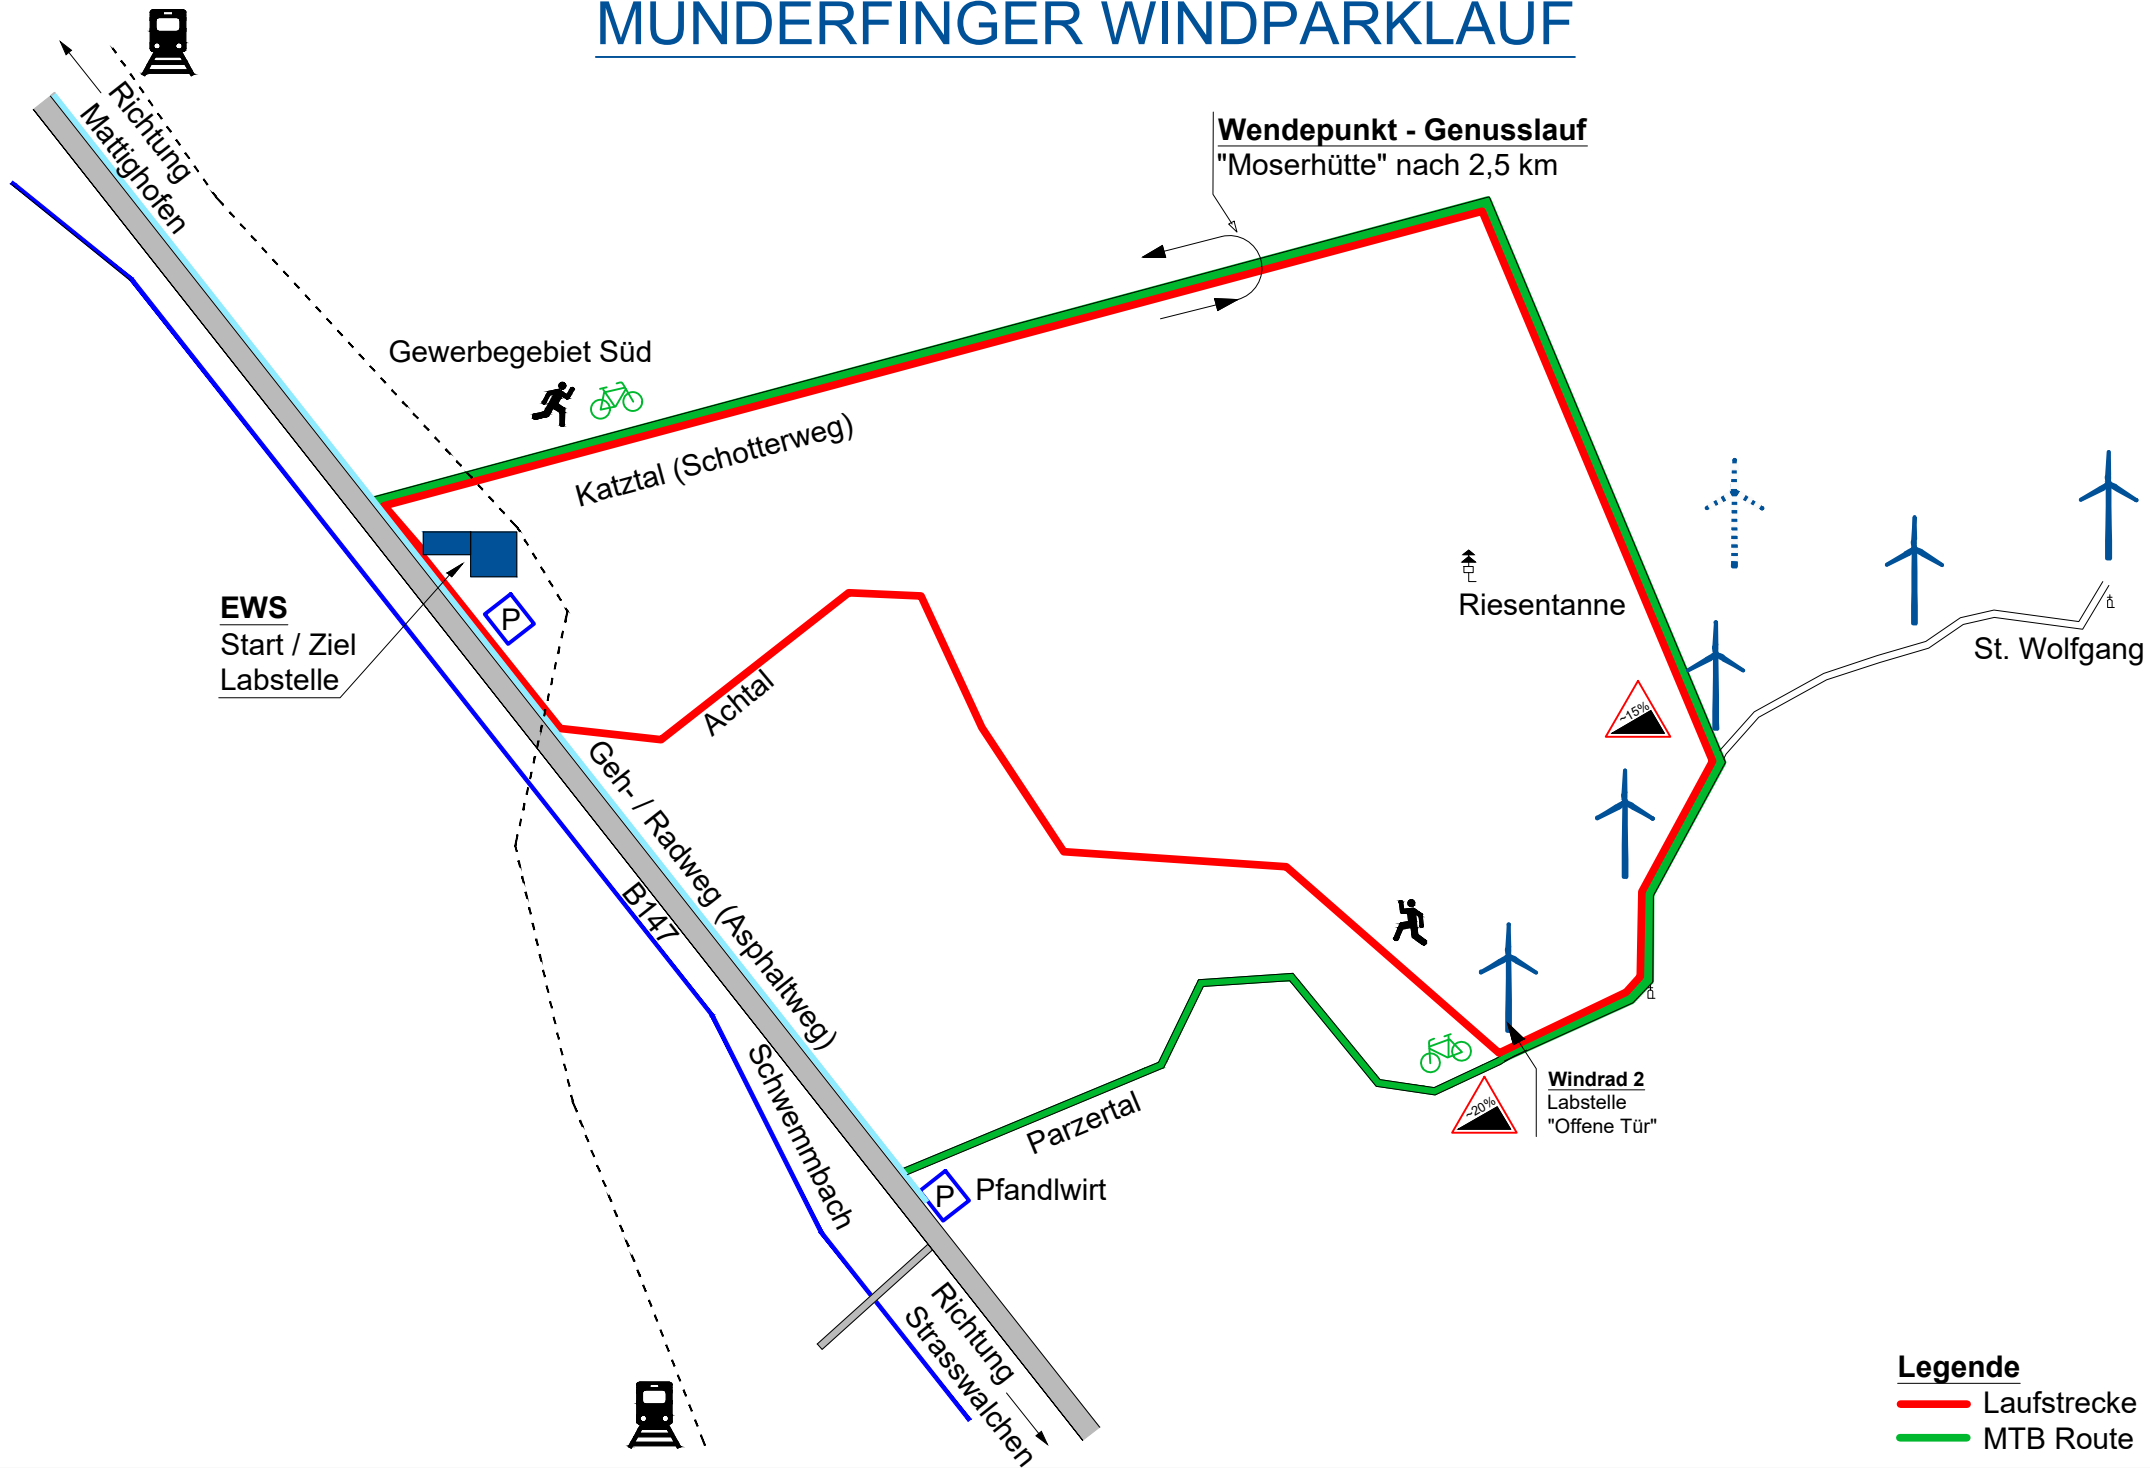 MUNDERFINGER WINDPARKLAUF
Richtung
Mattighofen
Wendepunkt - Genusslauf
"Moserhütte" nach 2,5 km
Gewerbegebiet Süd
Katztal (Schotterweg)
EWS
Start / Ziel
Labstelle
P
Achtal
Riesentanne
St. Wolfgang
~15%
Geh- / Radweg (Asphaltweg)
B147
Schwemmbach
Windrad 2
Labstelle
"Offene Tür"
~20%
Parzertal
P
Pfandlwirt
Richtung
Strasswalchen
Legende
Laufstrecke
MTB Route